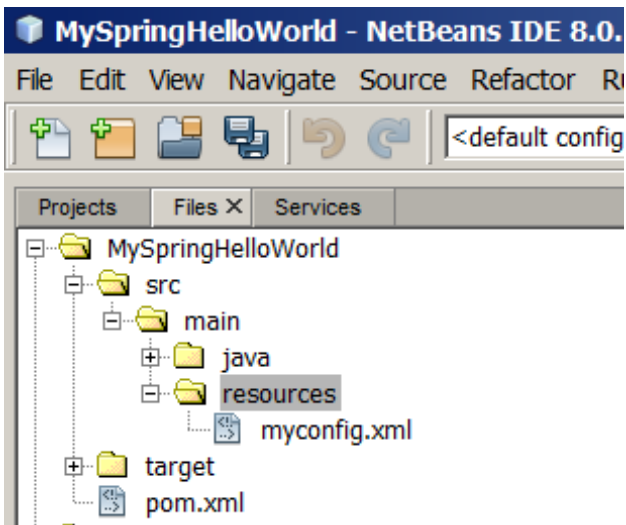 MySpringHelloWorld - NetBeans IDE 8.0.
File Edit View Navigate Source Refactor
<default config
Projects Files Services
MySpringHelloWorld
src
main
java
resources
myconfig.xml
target
pom.xml